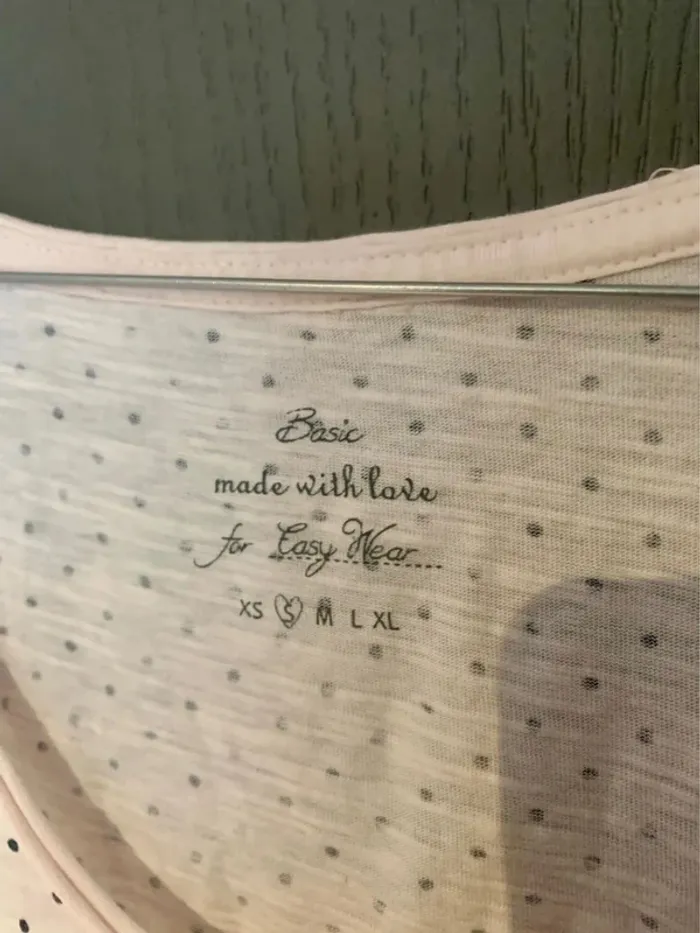 Basic
made with love
for Easy Wear
XS S M L XL